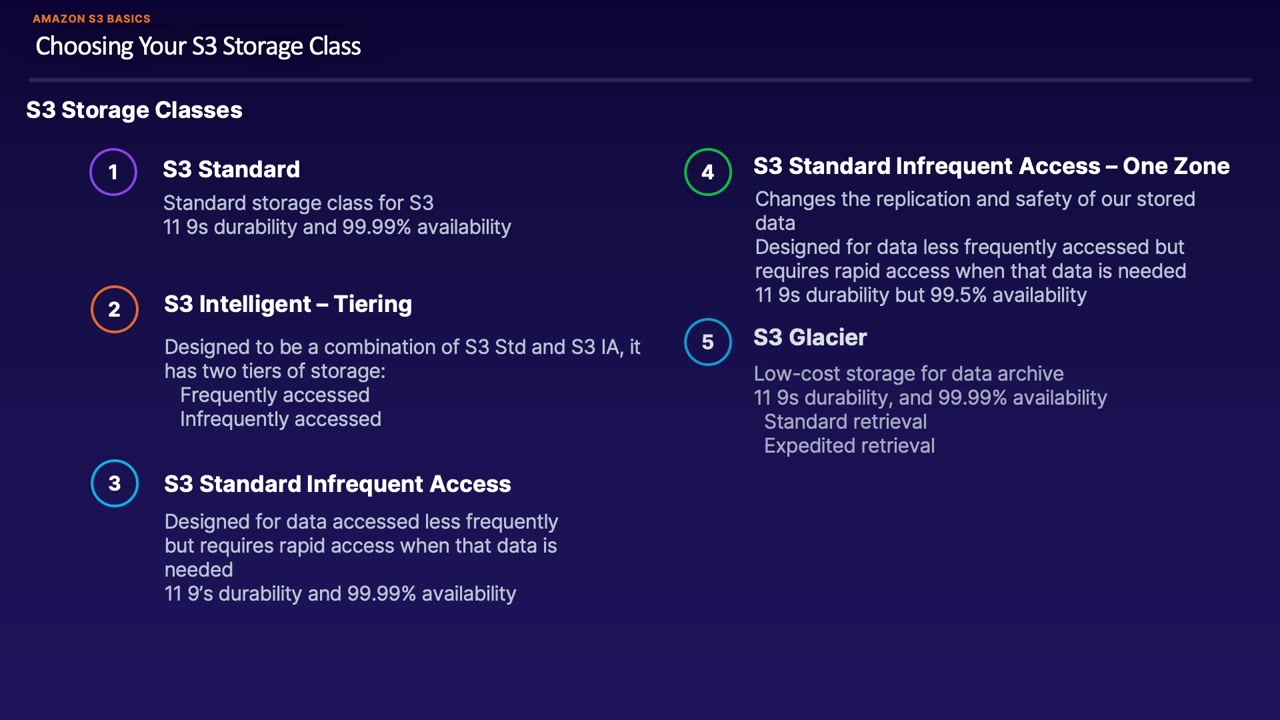 AMAZON S3 BASICS
Choosing Your S3 Storage Class
S3 Storage Classes
1
S3 Standard
Standard storage class for S3
11 9s durability and 99.99% availability
2
S3 Intelligent – Tiering
Designed to be a combination of S3 Std and S3 IA, it
has two tiers of storage:
Frequently accessed
Infrequently accessed
3
S3 Standard Infrequent Access
Designed for data accessed less frequently
but requires rapid access when that data is
needed
11 9’s durability and 99.99% availability
4
S3 Standard Infrequent Access – One Zone
Changes the replication and safety of our stored
data
Designed for data less frequently accessed but
requires rapid access when that data is needed
11 9s durability but 99.5% availability
5
S3 Glacier
Low-cost storage for data archive
11 9s durability, and 99.99% availability
Standard retrieval
Expedited retrieval